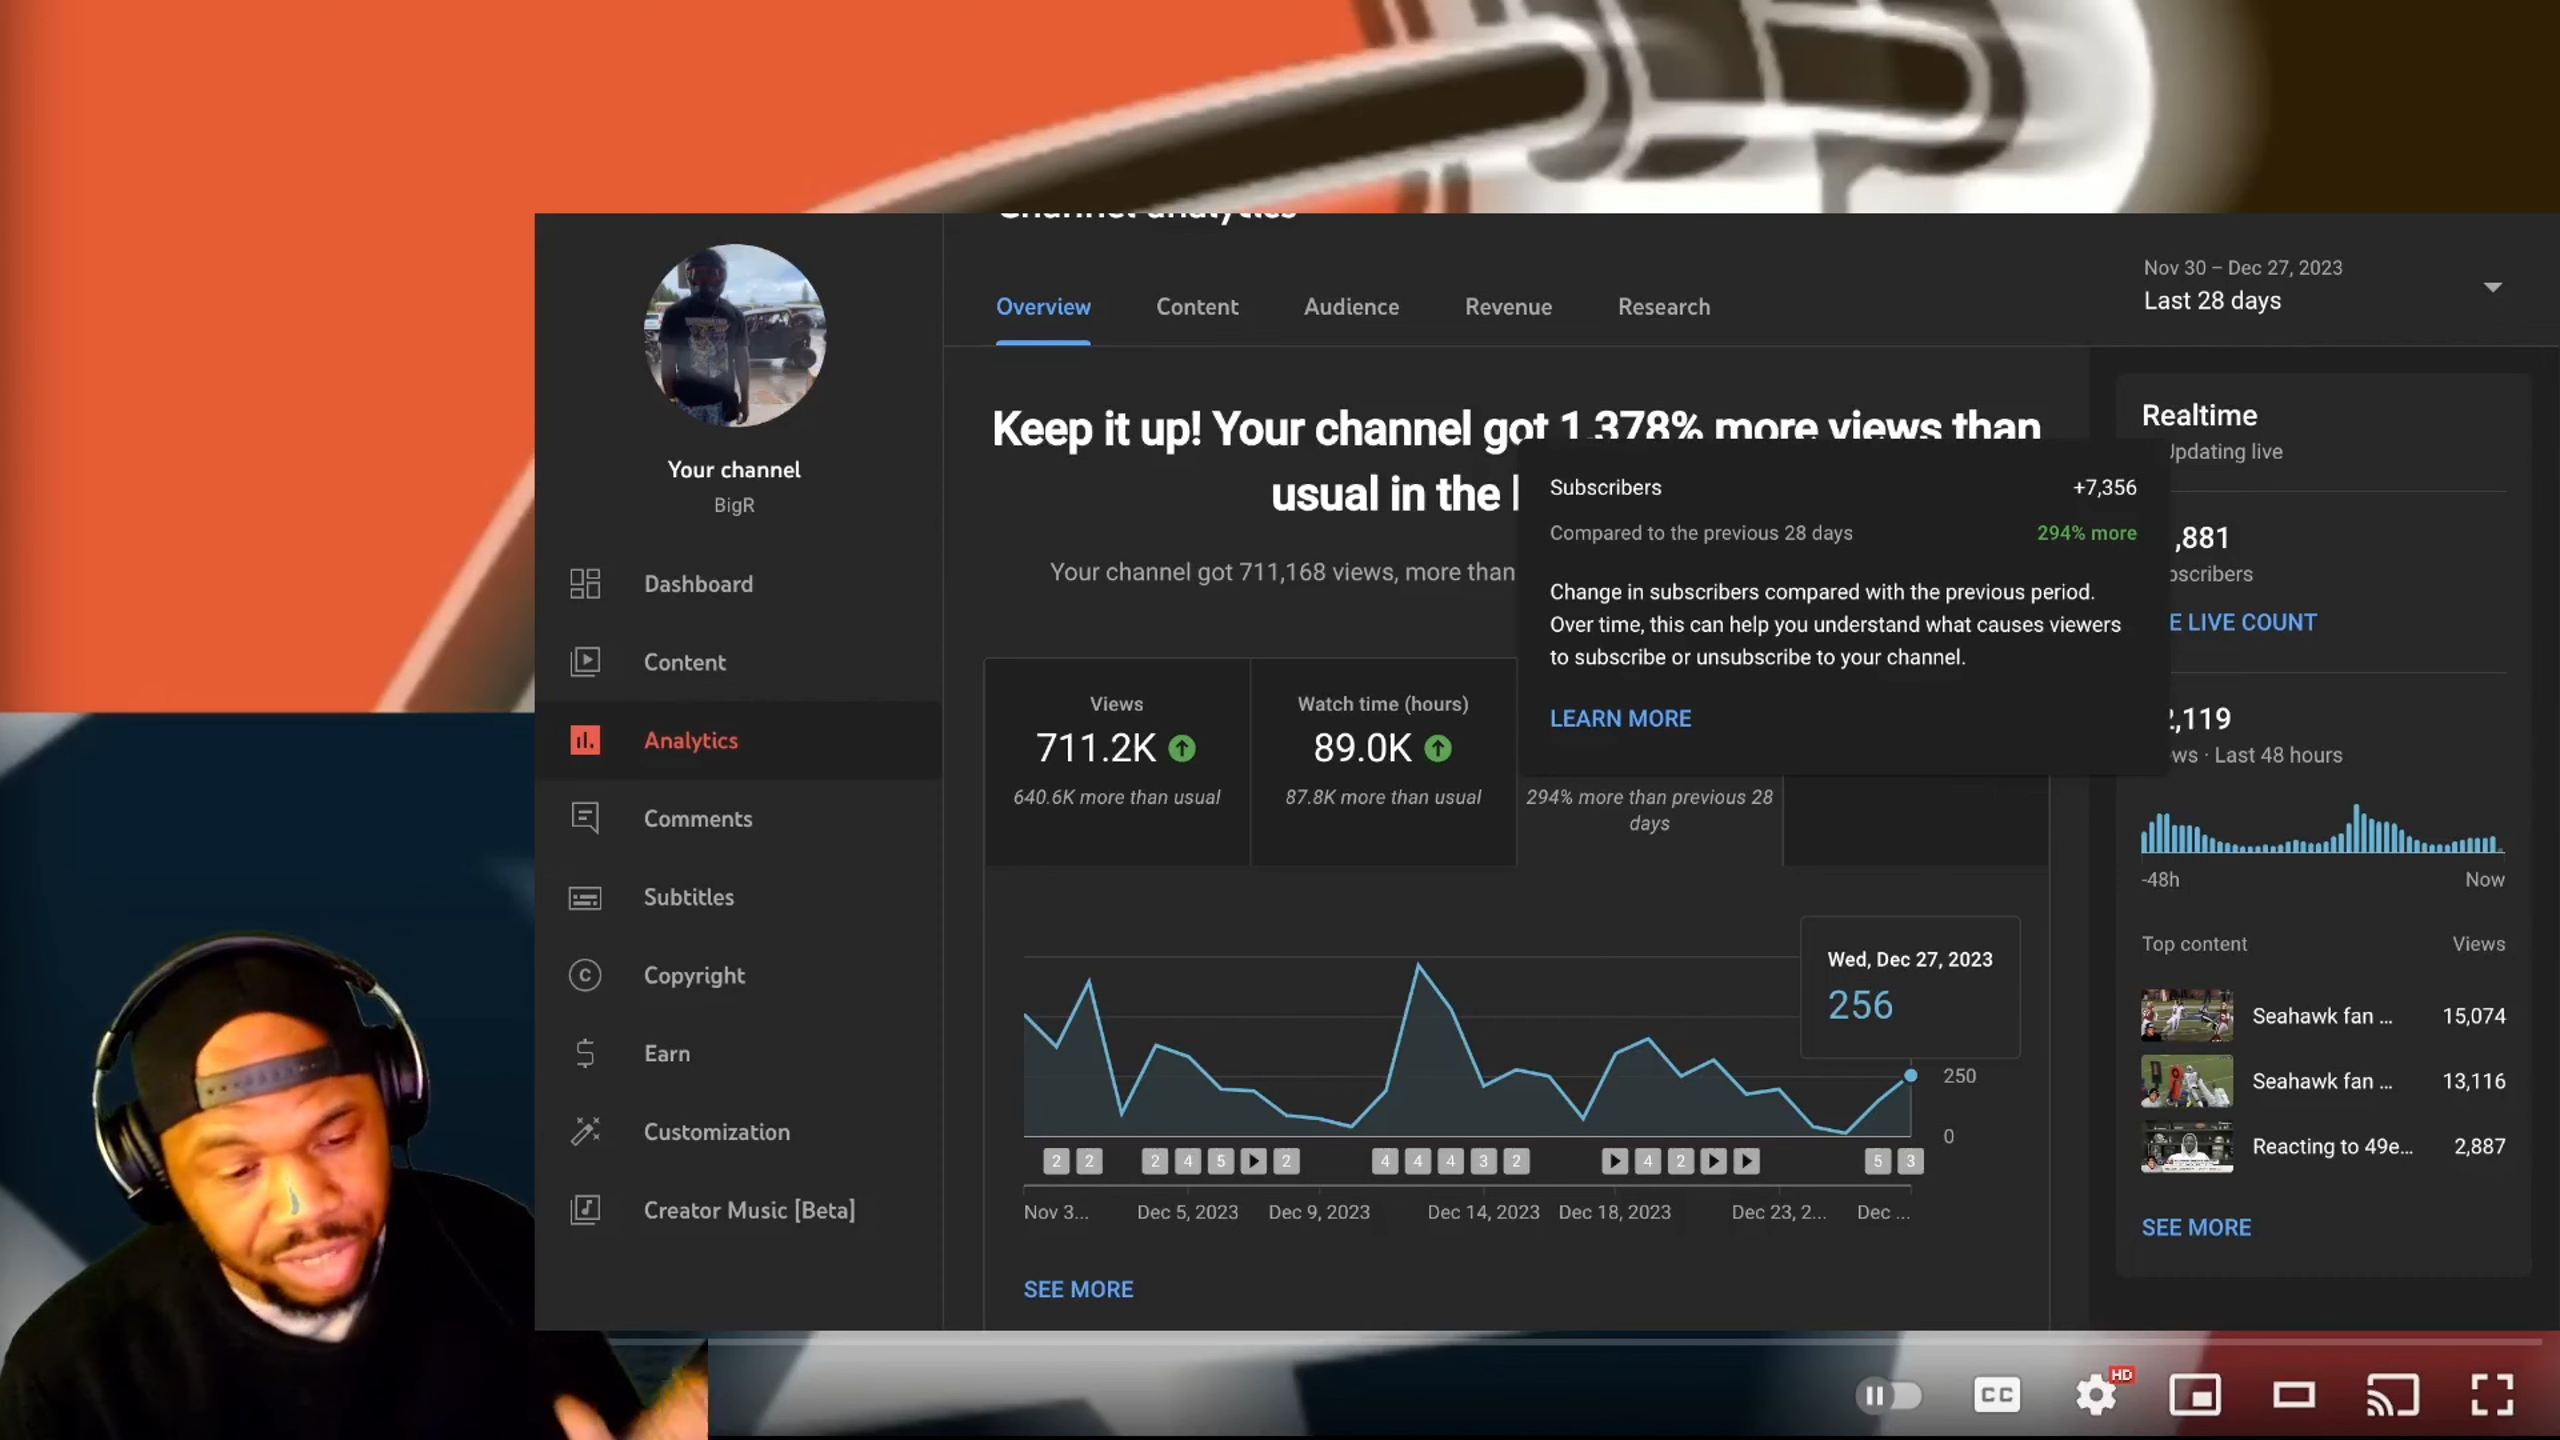 Channel analytics
Nov 30 – Dec 27, 2023
Last 28 days
Overview
Content
Audience
Revenue
Research
Your channel
BigR
Dashboard
Content
Analytics
Comments
Subtitles
Copyright
Earn
Customization
Creator Music [Beta]
Keep it up! Your channel got 1,378% more views than
usual in the
Your channel got 711,168 views, more than
Subscribers +7,356
Compared to the previous 28 days 294% more
Change in subscribers compared with the previous period.
Over time, this can help you understand what causes viewers
to subscribe or unsubscribe to your channel.
LEARN MORE
Views
711.2K
640.6K more than usual
Watch time (hours)
89.0K
87.8K more than usual
294% more than previous 28
days
Wed, Dec 27, 2023
256
250
0
2 2 2 4 5 2 4 4 4 3 2 4 2 5 3
Nov 3... Dec 5, 2023 Dec 9, 2023 Dec 14, 2023 Dec 18, 2023 Dec 23, 2... Dec ...
SEE MORE
Realtime
Updating live
,881
bscribers
E LIVE COUNT
2,119
ws · Last 48 hours
-48h Now
Top content Views
Seahawk fan ... 15,074
Seahawk fan ... 13,116
Reacting to 49e... 2,887
SEE MORE
CC
HD